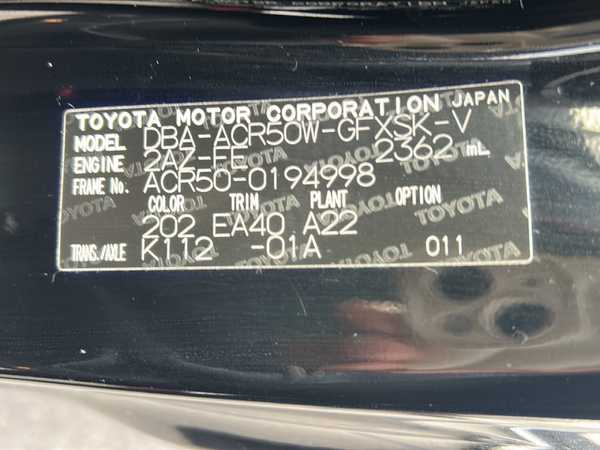 TOYOTA MOTOR CORPORATION JAPAN
MODEL DBA-ACR50W-GFXSK-V
ENGINE 2AZ-FE 2362 mL
FRAME No. ACR50-0194998
COLOR TRIM PLANT OPTION
202 EA40 A22
TRANS./AXLE K112 -01A 011